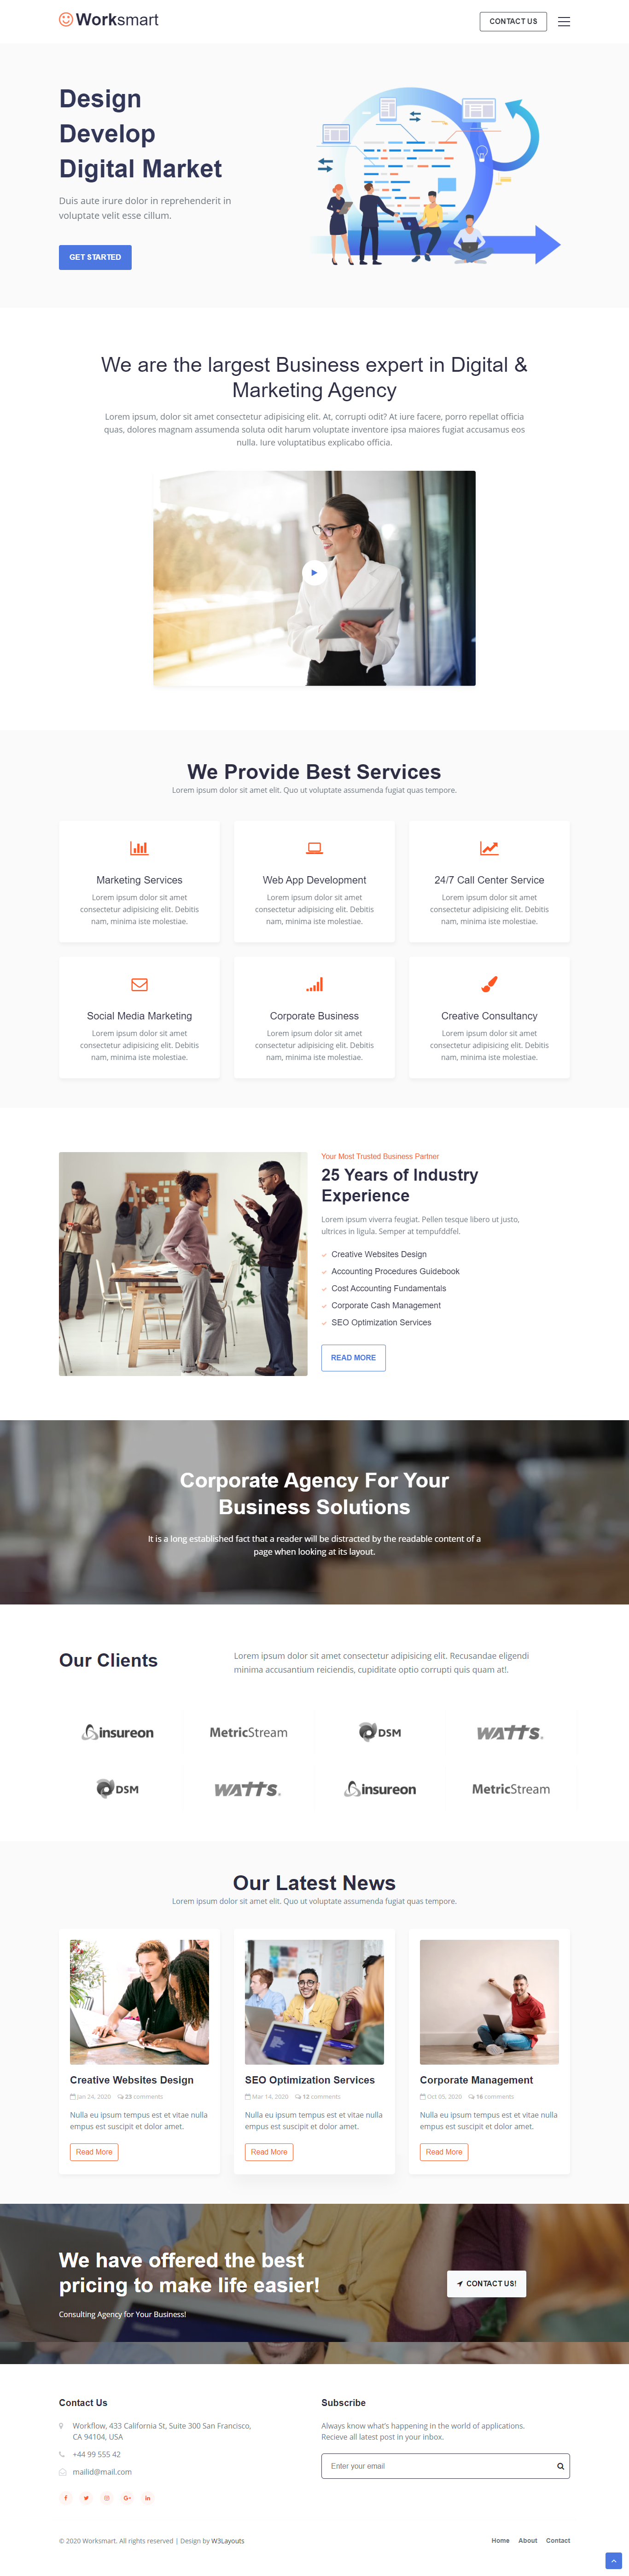 Worksmart
CONTACT US
Design
Develop
Digital Market
Duis aute irure dolor in reprehenderit in
voluptate velit esse cillum.
GET STARTED
We are the largest Business expert in Digital &
Marketing Agency
Lorem ipsum, dolor sit amet consectetur adipisicing elit. At, corrupti odit? At iure facere, porro repellat officia
quas, dolores magnam assumenda soluta odit harum voluptate inventore ipsa maiores fugiat accusamus eos
nulla. Iure voluptatibus explicabo officia.
We Provide Best Services
Lorem ipsum dolor sit amet elit. Quo ut voluptate assumenda fugiat quas tempore.
Marketing Services
Lorem ipsum dolor sit amet
consectetur adipisicing elit. Debitis
nam, minima iste molestiae.
Web App Development
Lorem ipsum dolor sit amet
consectetur adipisicing elit. Debitis
nam, minima iste molestiae.
24/7 Call Center Service
Lorem ipsum dolor sit amet
consectetur adipisicing elit. Debitis
nam, minima iste molestiae.
Social Media Marketing
Lorem ipsum dolor sit amet
consectetur adipisicing elit. Debitis
nam, minima iste molestiae.
Corporate Business
Lorem ipsum dolor sit amet
consectetur adipisicing elit. Debitis
nam, minima iste molestiae.
Creative Consultancy
Lorem ipsum dolor sit amet
consectetur adipisicing elit. Debitis
nam, minima iste molestiae.
Your Most Trusted Business Partner
25 Years of Industry
Experience
Lorem ipsum viverra feugiat. Pellen tesque libero ut justo,
ultrices in ligula. Semper at tempufddfel.
Creative Websites Design
Accounting Procedures Guidebook
Cost Accounting Fundamentals
Corporate Cash Management
SEO Optimization Services
READ MORE
Corporate Agency For Your
Business Solutions
It is a long established fact that a reader will be distracted by the readable content of a
page when looking at its layout.
Our Clients
Lorem ipsum dolor sit amet consectetur adipisicing elit. Recusandae eligendi
minima accusantium reiciendis, cupiditate optio corrupti quis quam at!.
insureon
MetricStream
DSM
WATTS
DSM
WATTS
insureon
MetricStream
Our Latest News
Lorem ipsum dolor sit amet elit. Quo ut voluptate assumenda fugiat quas tempore.
Creative Websites Design
Jan 24, 2020 23 comments
Nulla eu ipsum tempus est et vitae nulla
empus est suscipit et dolor amet.
Read More
SEO Optimization Services
Mar 14, 2020 12 comments
Nulla eu ipsum tempus est et vitae nulla
empus est suscipit et dolor amet.
Read More
Corporate Management
Oct 05, 2020 16 comments
Nulla eu ipsum tempus est et vitae nulla
empus est suscipit et dolor amet.
Read More
We have offered the best
pricing to make life easier!
Consulting Agency for Your Business!
CONTACT US!
Contact Us
Workflow, 433 California St, Suite 300 San Francisco,
CA 94104, USA
+44 99 555 42
mailid@mail.com
Subscribe
Always know what's happening in the world of applications.
Recieve all latest post in your inbox.
Enter your email
© 2020 Worksmart. All rights reserved | Design by W3Layouts
Home About Contact